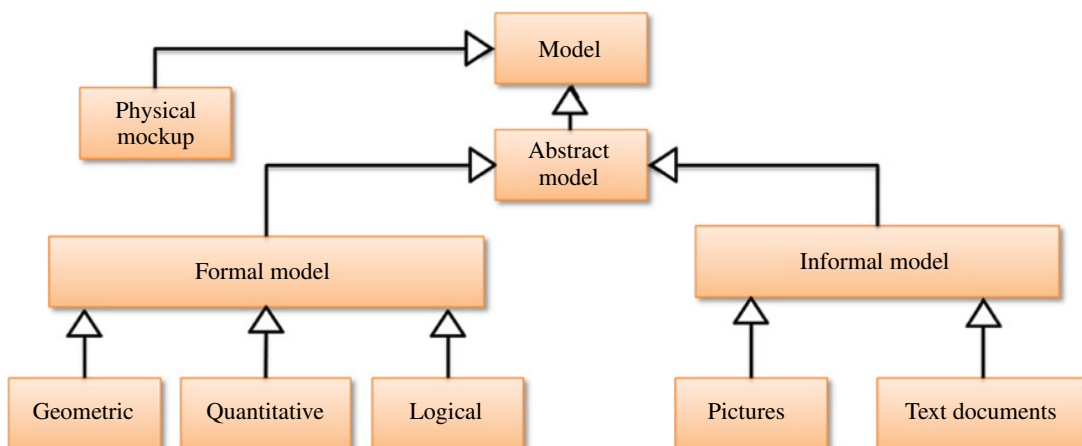 Model
Physical
mockup
Abstract
model
Formal model
Informal model
Geometric
Quantitative
Logical
Pictures
Text documents